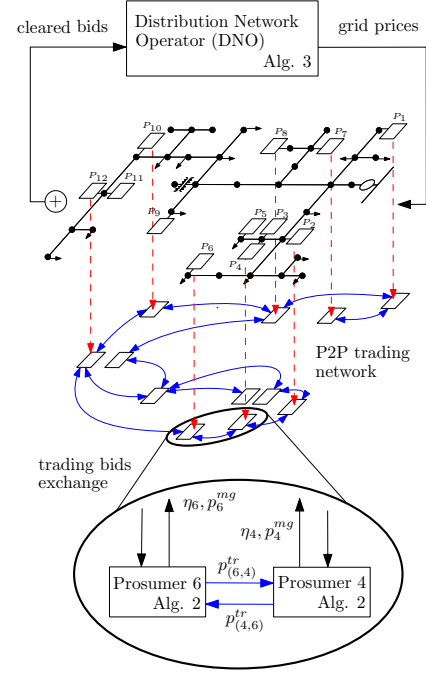 cleared bids
Distribution Network
Operator (DNO)
Alg. 3
grid prices
P10
P8
P7
P1
P12
P11
P9
P5
P3
P2
P6
P4
+
P2P trading
network
trading bids
exchange
η6, p6^mg
η4, p4^mg
p(6,4)^tr
Prosumer 6
Alg. 2
Prosumer 4
Alg. 2
p(4,6)^tr